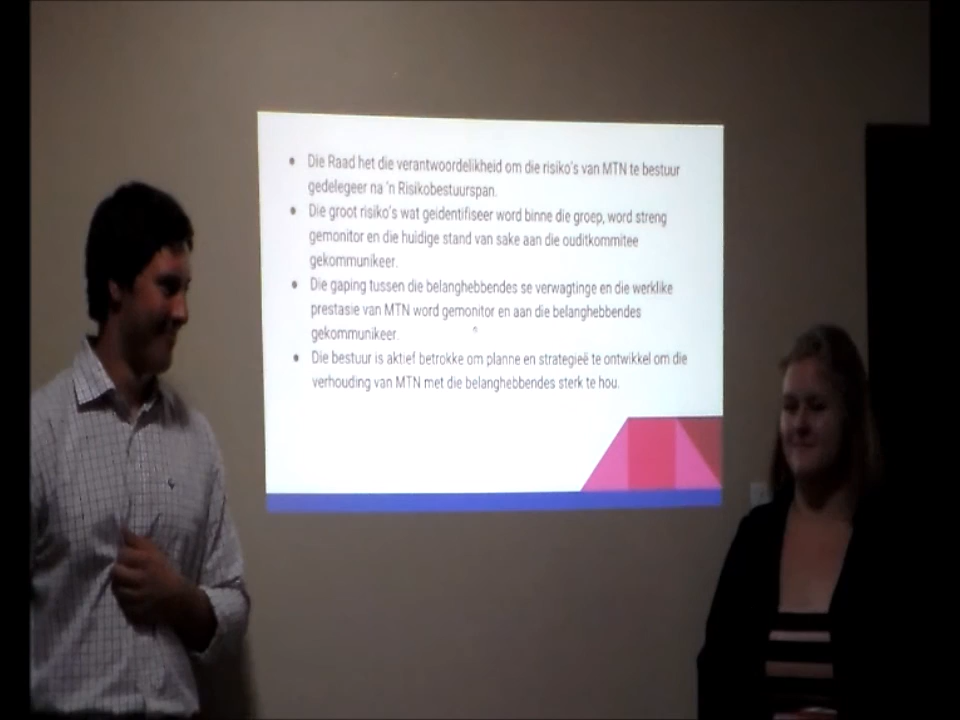 • Die Raad het die verantwoordelikheid om die risiko's van MTN te bestuur
gedelegeer na 'n Risikobestuurspan.
• Die groot risiko's wat geidentifiseer word binne die groep, word streng
gemonitor en die huidige stand van sake aan die ouditkommitee
gekommunikeer.
• Die gaping tussen die belanghebbendes se verwagtinge en die werklike
prestasie van MTN word gemonitor en aan die belanghebbendes
gekommunikeer.
• Die bestuur is aktief betrokke om planne en strategieë te ontwikkel om die
verhouding van MTN met die belanghebbendes sterk te hou.